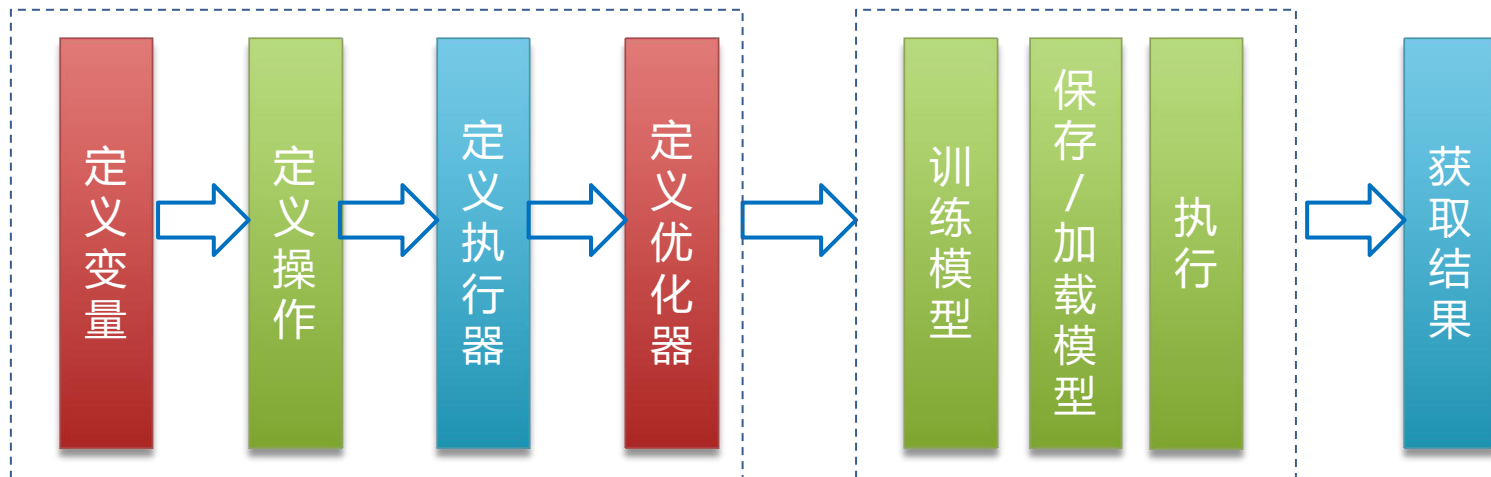 定义变量
定义操作
定义执行器
定义优化器
训练模型
保存/加载模型
执行
获取结果